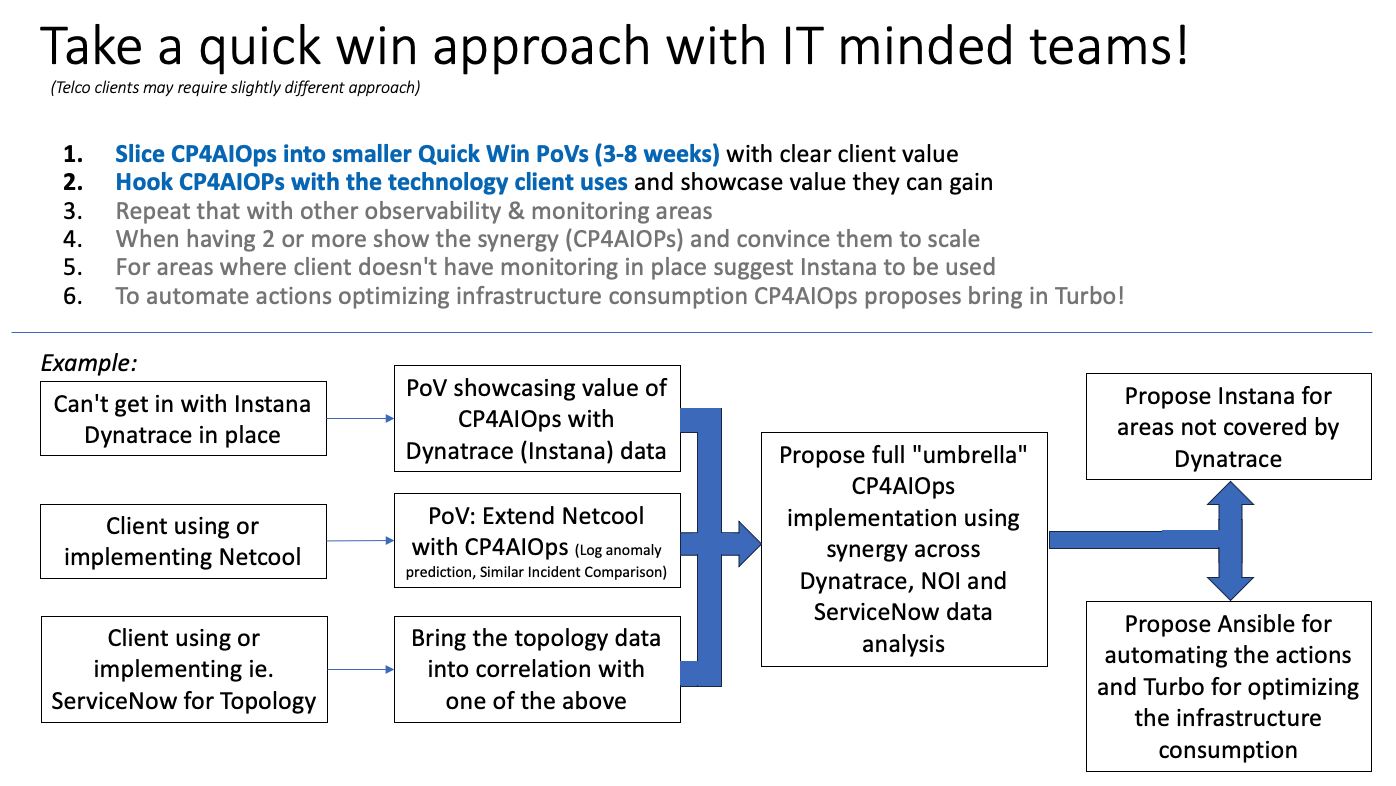 Take a quick win approach with IT minded teams!
(Telco clients may require slightly different approach)
1. Slice CP4AIOps into smaller Quick Win PoVs (3-8 weeks) with clear client value
2. Hook CP4AIOPs with the technology client uses and showcase value they can gain
3. Repeat that with other observability & monitoring areas
4. When having 2 or more show the synergy (CP4AIOPs) and convince them to scale
5. For areas where client doesn't have monitoring in place suggest Instana to be used
6. To automate actions optimizing infrastructure consumption CP4AIOps proposes bring in Turbo!
Example:
Can't get in with Instana
Dynatrace in place
PoV showcasing value of
CP4AIOps with
Dynatrace (Instana) data
Client using or
implementing Netcool
PoV: Extend Netcool
with CP4AIOps (Log anomaly
prediction, Similar Incident Comparison)
Client using or
implementing ie.
ServiceNow for Topology
Bring the topology data
into correlation with
one of the above
Propose full "umbrella"
CP4AIOps
implementation using
synergy across
Dynatrace, NOI and
ServiceNow data
analysis
Propose Instana for
areas not covered by
Dynatrace
Propose Ansible for
automating the actions
and Turbo for optimizing
the infrastructure
consumption